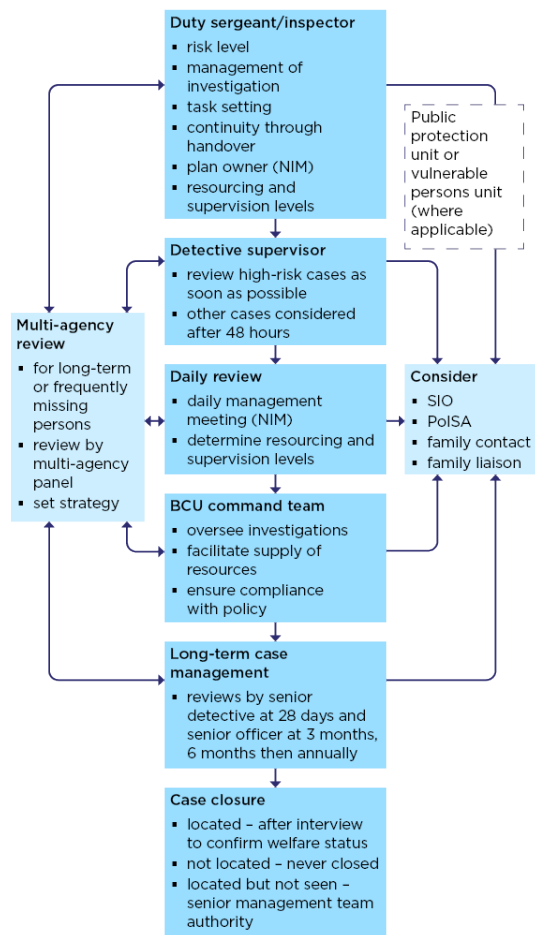 Duty sergeant/inspector
▪ risk level
▪ management of
investigation
▪ task setting
▪ continuity through
handover
▪ plan owner (NIM)
▪ resourcing and
supervision levels
Public
protection
unit or
vulnerable
persons unit
(where
applicable)
Detective supervisor
▪ review high-risk cases as
soon as possible
▪ other cases considered
after 48 hours
Multi-agency
review
▪ for long-term
or frequently
missing
persons
▪ review by
multi-agency
panel
▪ set strategy
Daily review
▪ daily management
meeting (NIM)
▪ determine resourcing and
supervision levels
Consider
▪ SIO
▪ PolSA
▪ family contact
▪ family liaison
BCU command team
▪ oversee investigations
▪ facilitate supply of
resources
▪ ensure compliance
with policy
Long-term case
management
▪ reviews by senior
detective at 28 days and
senior officer at 3 months,
6 months then annually
Case closure
▪ located – after interview
to confirm welfare status
▪ not located – never closed
▪ located but not seen –
senior management team
authority